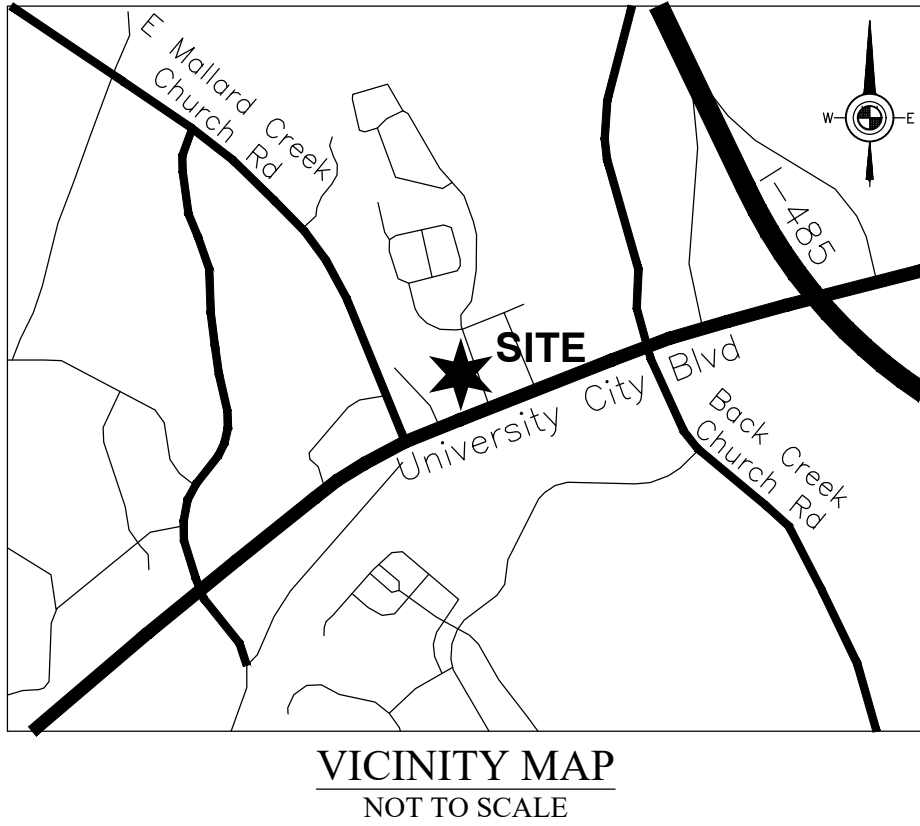 E Mallard Creek
Church Rd
W
E
I-485
SITE
University City Blvd
Back Creek
Church Rd
VICINITY MAP
NOT TO SCALE